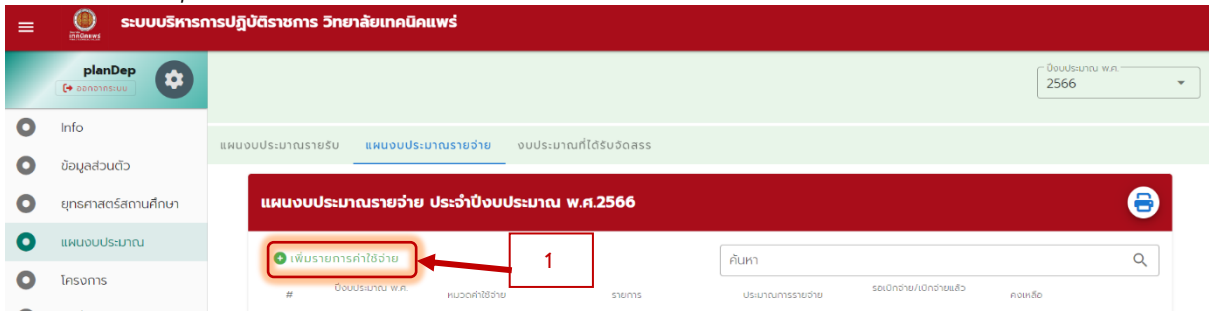 ระบบบริหารการปฏิบัติราชการ วิทยาลัยเทคนิคแพร่
planDep
ออกจากระบบ
ปีงบประมาณ พ.ศ.
2566
Info
ข้อมูลส่วนตัว
ยุทธศาสตร์สถานศึกษา
แผนงบประมาณ
โครงการ
แผนงบประมาณรายรับ แผนงบประมาณรายจ่าย งบประมาณที่ได้รับจัดสรร
แผนงบประมาณรายจ่าย ประจำปีงบประมาณ พ.ศ.2566
เพิ่มรายการค่าใช้จ่าย
1
ค้นหา
# ปีงบประมาณ พ.ศ. หมวดค่าใช้จ่าย รายการ ประมาณการรายจ่าย รอเบิกจ่าย/เบิกจ่ายแล้ว คงเหลือ